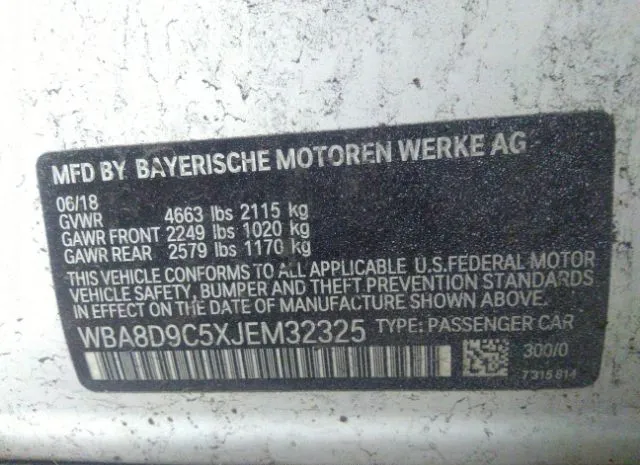 MFD BY BAYERISCHE MOTOREN WERKE AG
06/18
GVWR 4663 lbs 2115 kg
GAWR FRONT 2249 lbs 1020 kg
GAWR REAR 2579 lbs 1170 kg
THIS VEHICLE CONFORMS TO ALL APPLICABLE U.S.FEDERAL MOTOR
VEHICLE SAFETY, BUMPER AND THEFT PREVENTION STANDARDS
IN EFFECT ON THE DATE OF MANUFACTURE SHOWN ABOVE.
WBA8D9C5XJEM32325 TYPE: PASSENGER CAR
300/0
7315814